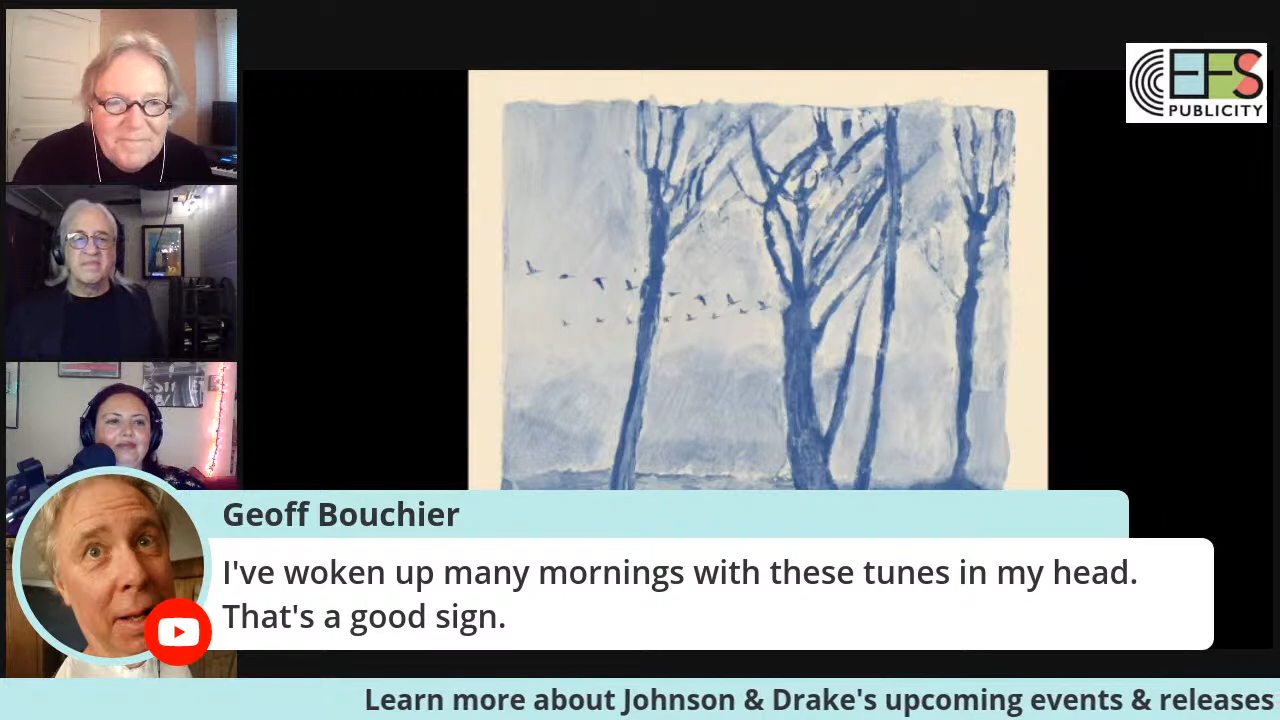 EFS
PUBLICITY
Geoff Bouchier
I've woken up many mornings with these tunes in my head.
That's a good sign.
Learn more about Johnson & Drake's upcoming events & releases